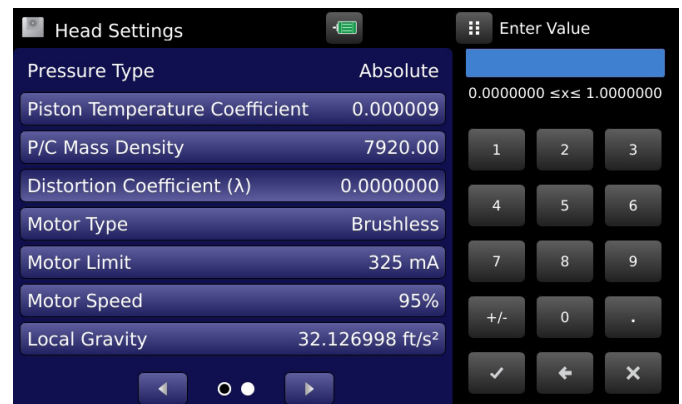 Head Settings
Pressure Type Absolute
Piston Temperature Coefficient 0.000009
P/C Mass Density 7920.00
Distortion Coefficient (λ) 0.0000000
Motor Type Brushless
Motor Limit 325 mA
Motor Speed 95%
Local Gravity 32.126998 ft/s²
Enter Value
0.0000000 ≤x≤ 1.0000000
1 2 3
4 5 6
7 8 9
+/- 0 .